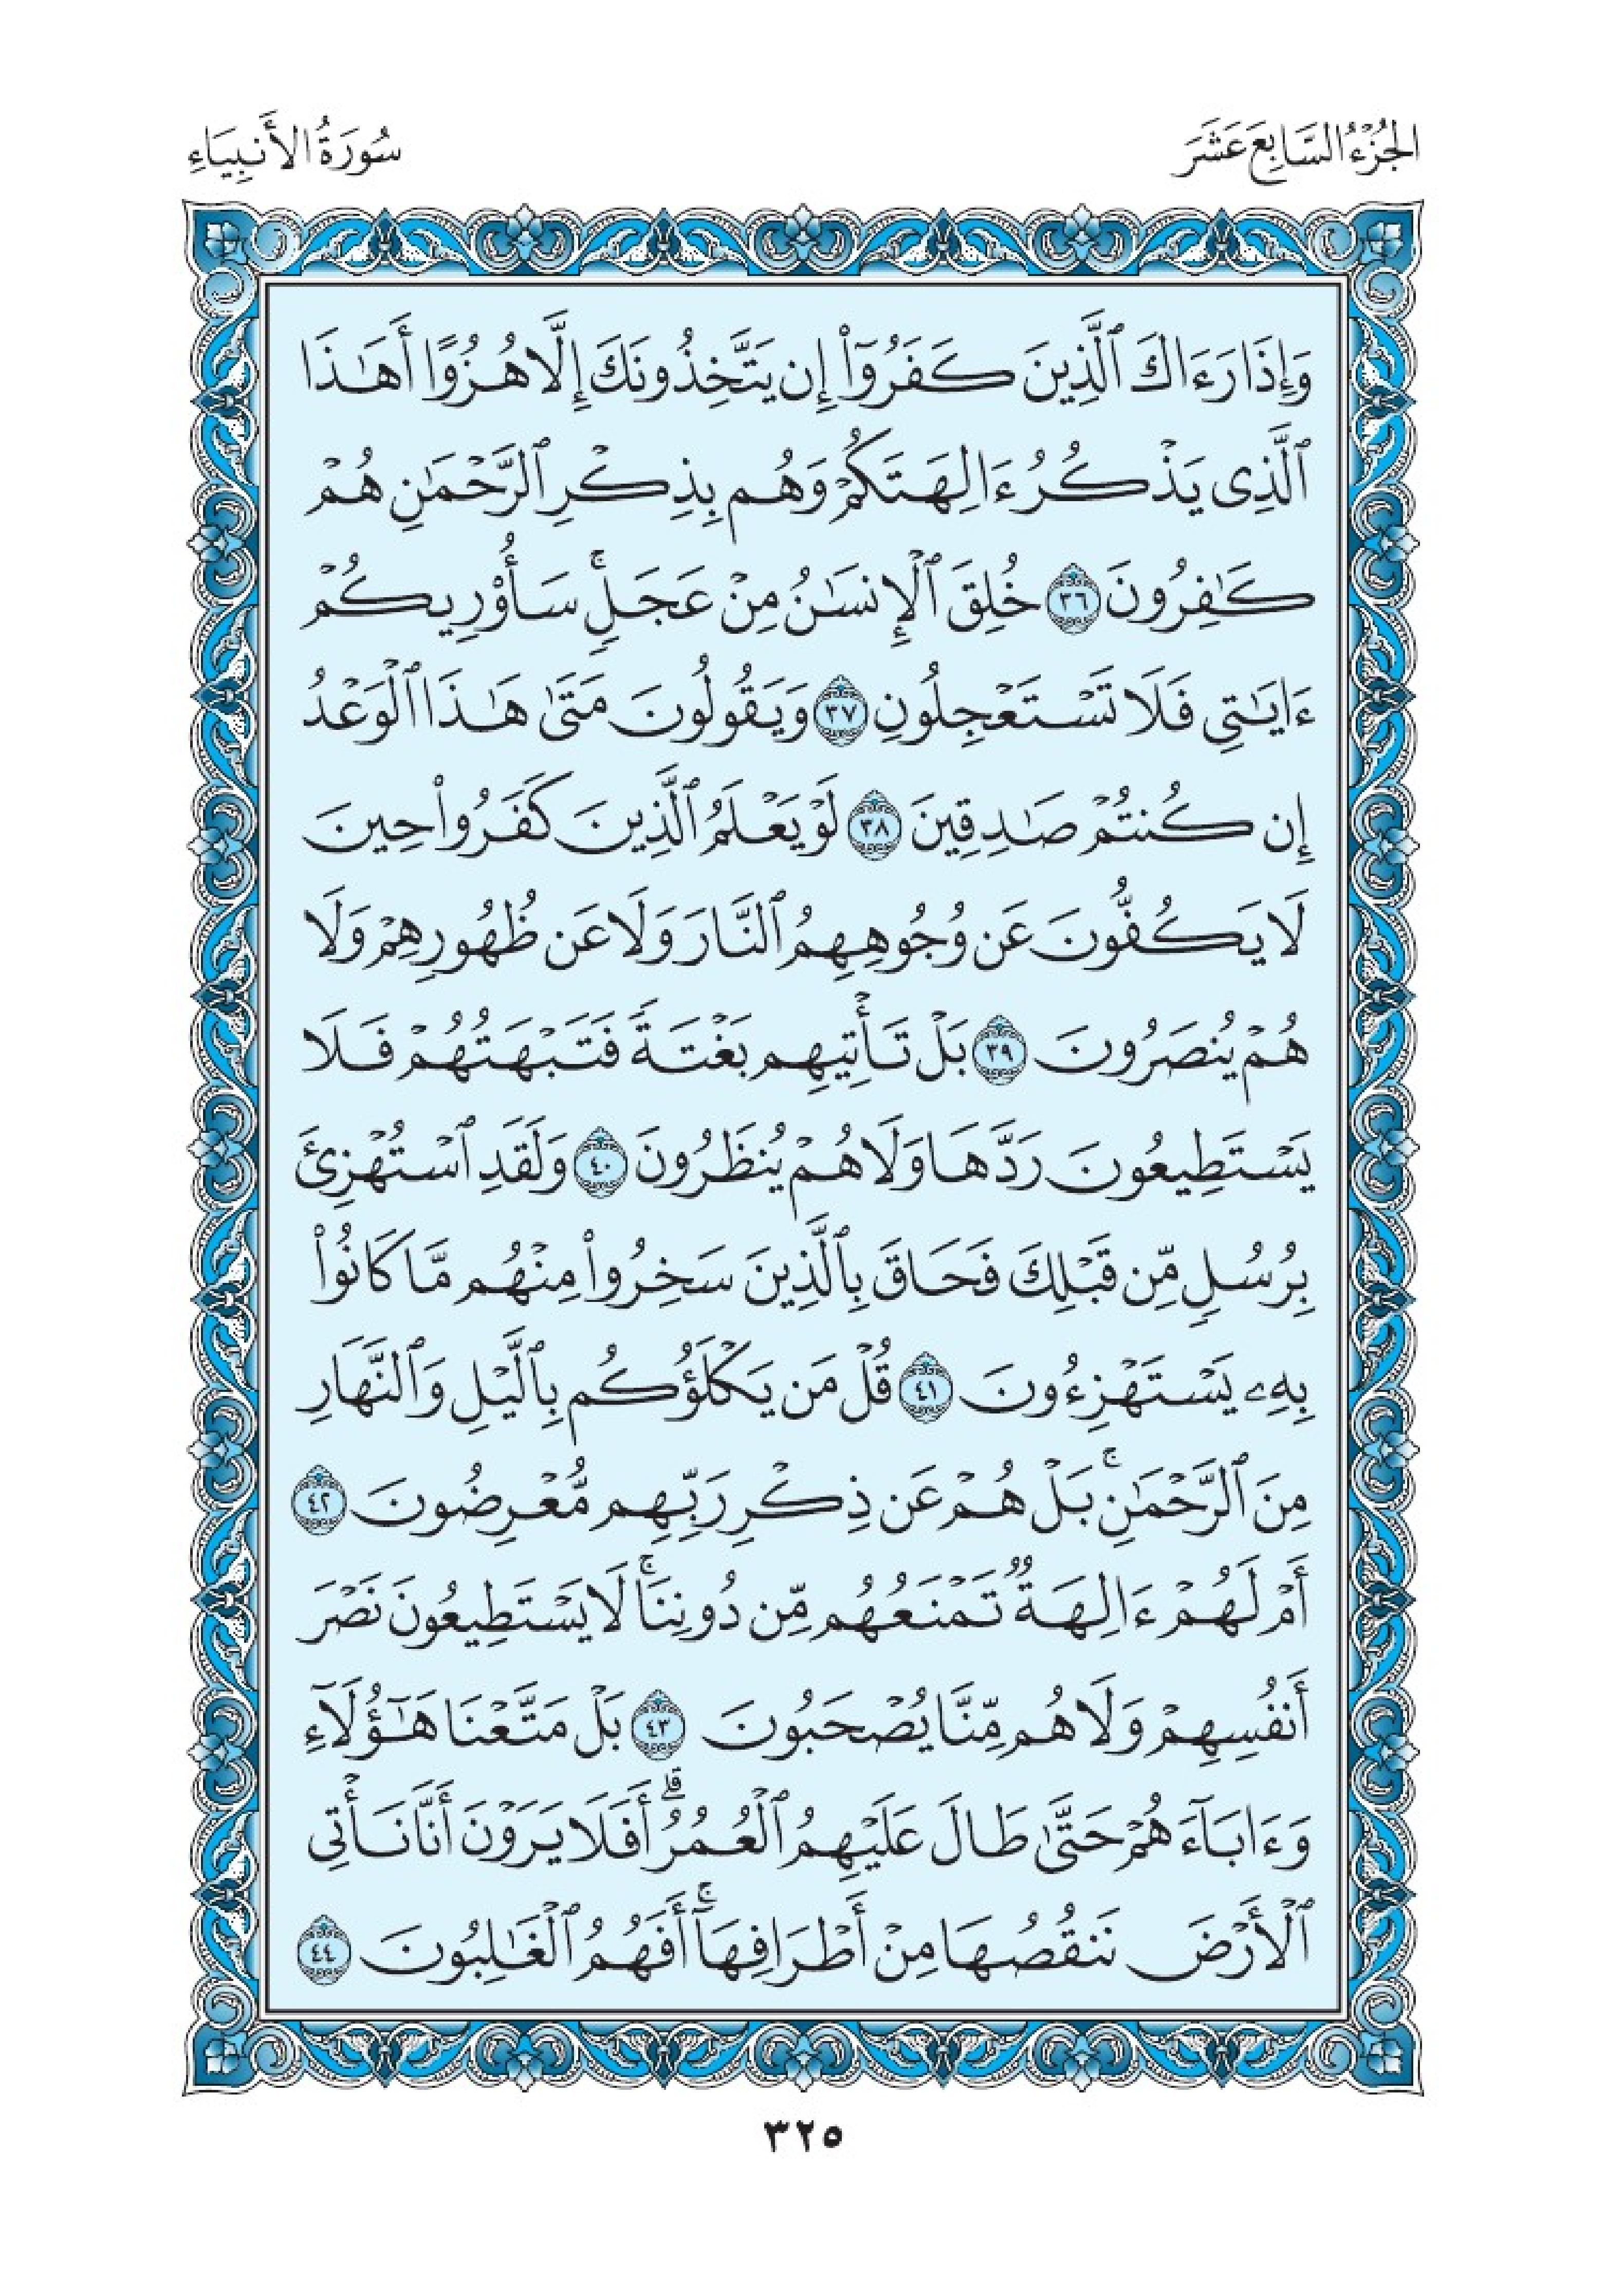 الجُزْءُ السَّابِعَ عَشَرَ
سُورَةُ الأَنبِيَاءِ
وَإِذَا رَءَاكَ ٱلَّذِينَ كَفَرُوٓا۟ إِن يَتَّخِذُونَكَ إِلَّا هُزُوًا أَهَٰذَا
ٱلَّذِى يَذْكُرُ ءَالِهَتَكُمْ وَهُم بِذِكْرِ ٱلرَّحْمَٰنِ هُمْ
كَٰفِرُونَ ٣٦ خُلِقَ ٱلْإِنسَٰنُ مِنْ عَجَلٍ ۚ سَأُو۟رِيكُمْ
ءَايَٰتِى فَلَا تَسْتَعْجِلُونِ ٣٧ وَيَقُولُونَ مَتَىٰ هَٰذَا ٱلْوَعْدُ
إِن كُنتُمْ صَٰدِقِينَ ٣٨ لَوْ يَعْلَمُ ٱلَّذِينَ كَفَرُوا۟ حِينَ
لَا يَكُفُّونَ عَن وُجُوهِهِمُ ٱلنَّارَ وَلَا عَن ظُهُورِهِمْ وَلَا
هُمْ يُنصَرُونَ ٣٩ بَلْ تَأْتِيهِم بَغْتَةً فَتَبْهَتُهُمْ فَلَا
يَسْتَطِيعُونَ رَدَّهَا وَلَا هُمْ يُنظَرُونَ ٤٠ وَلَقَدِ ٱسْتُهْزِئَ
بِرُسُلٍ مِّن قَبْلِكَ فَحَاقَ بِٱلَّذِينَ سَخِرُوا۟ مِنْهُم مَّا كَانُوا۟
بِهِۦ يَسْتَهْزِءُونَ ٤١ قُلْ مَن يَكْلَؤُكُم بِٱلَّيْلِ وَٱلنَّهَارِ
مِنَ ٱلرَّحْمَٰنِ ۚ بَلْ هُمْ عَن ذِكْرِ رَبِّهِم مُّعْرِضُونَ ٤٢
أَمْ لَهُمْ ءَالِهَةٌ تَمْنَعُهُم مِّن دُونِنَا ۚ لَا يَسْتَطِيعُونَ نَصْرَ
أَنفُسِهِمْ وَلَا هُم مِّنَّا يُصْحَبُونَ ٤٣ بَلْ مَتَّعْنَا هَٰٓؤُلَآءِ
وَءَابَآءَهُمْ حَتَّىٰ طَالَ عَلَيْهِمُ ٱلْعُمُرُ ۗ أَفَلَا يَرَوْنَ أَنَّا نَأْتِى
ٱلْأَرْضَ نَنقُصُهَا مِنْ أَطْرَافِهَآ ۚ أَفَهُمُ ٱلْغَٰلِبُونَ ٤٤
٣٢٥